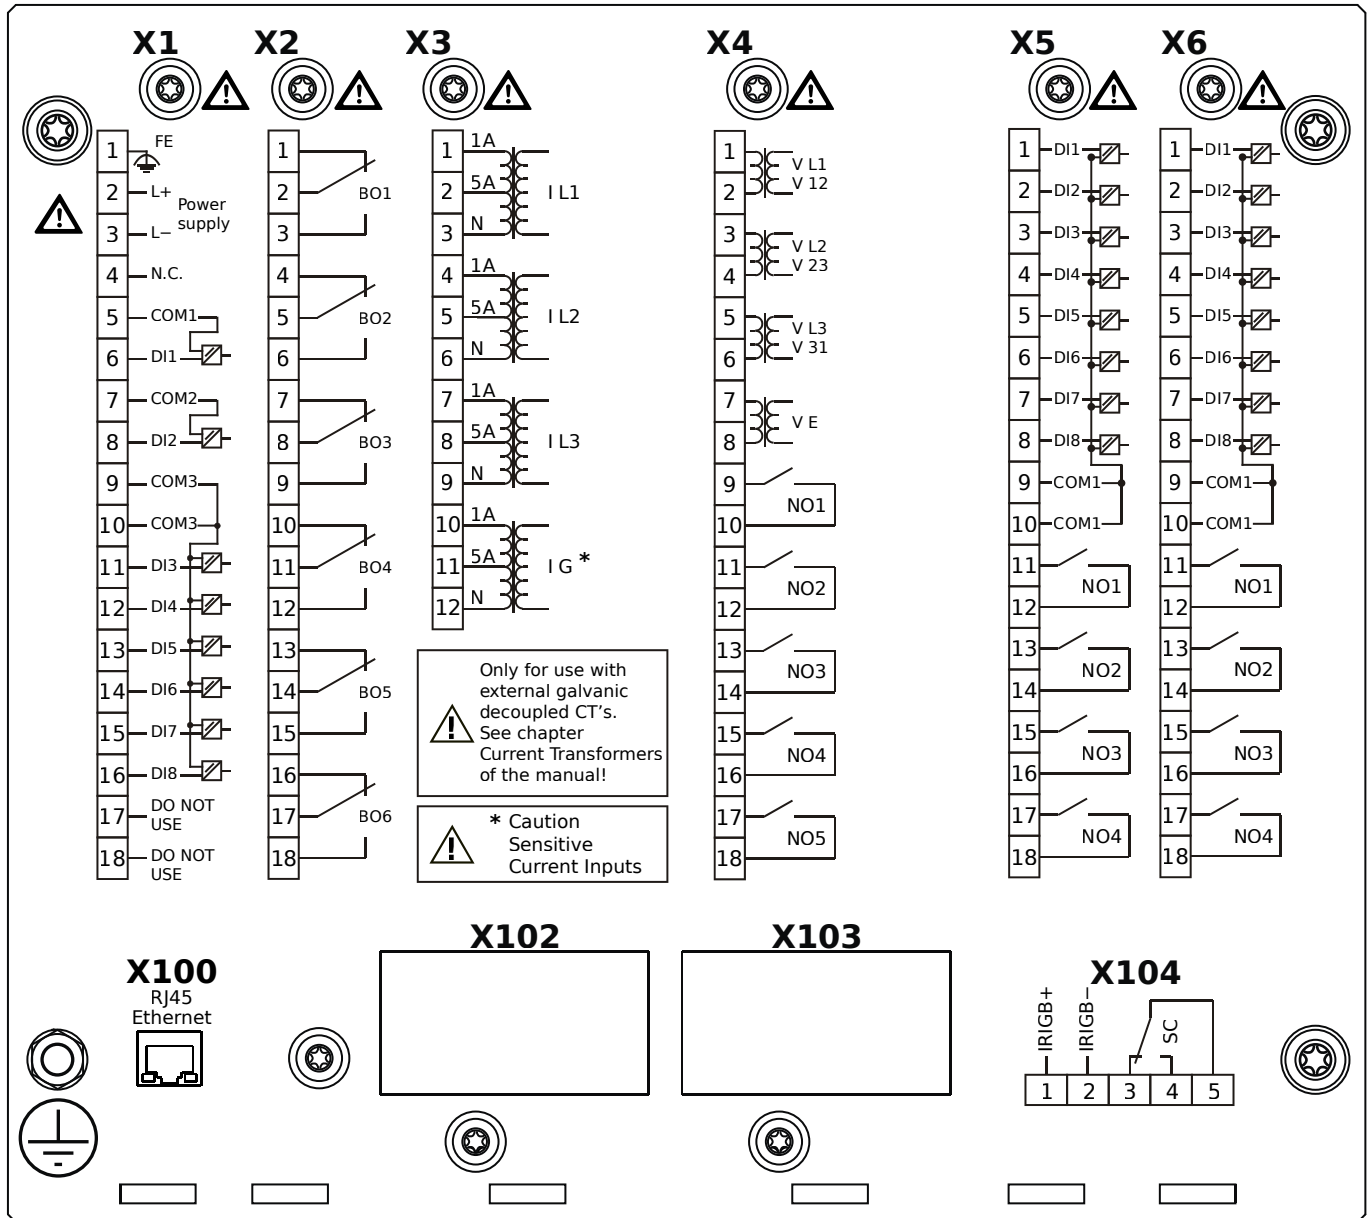 X1
X2
X3
X4
X5
X6
1
FE
2
L+
Power
supply
3
L−
4
N.C.
5
COM1
6
DI1
7
COM2
8
DI2
9
COM3
10
COM3
11
DI3
12
DI4
13
DI5
14
DI6
15
DI7
16
DI8
17
DO NOT
USE
18
DO NOT
USE
1
2
BO1
3
4
5
BO2
6
7
8
BO3
9
10
11
BO4
12
13
14
BO5
15
16
17
BO6
18
1
1A
2
5A
I L1
3
N
4
1A
5
5A
I L2
6
N
7
1A
8
5A
I L3
9
N
10
1A
11
5A
I G *
12
N
Only for use with
external galvanic
decoupled CT's.
See chapter
Current Transformers
of the manual!
* Caution
Sensitive
Current Inputs
1
V L1
2
V 12
3
V L2
4
V 23
5
V L3
6
V 31
7
V E
8
9
NO1
10
11
NO2
12
13
NO3
14
15
NO4
16
17
NO5
18
1
DI1
2
DI2
3
DI3
4
DI4
5
DI5
6
DI6
7
DI7
8
DI8
9
COM1
10
COM1
11
NO1
12
13
NO2
14
15
NO3
16
17
NO4
18
1
DI1
2
DI2
3
DI3
4
DI4
5
DI5
6
DI6
7
DI7
8
DI8
9
COM1
10
COM1
11
NO1
12
13
NO2
14
15
NO3
16
17
NO4
18
X100
RJ45
Ethernet
X102
X103
X104
IRIGB+
IRIGB−
SC
1 2 3 4 5